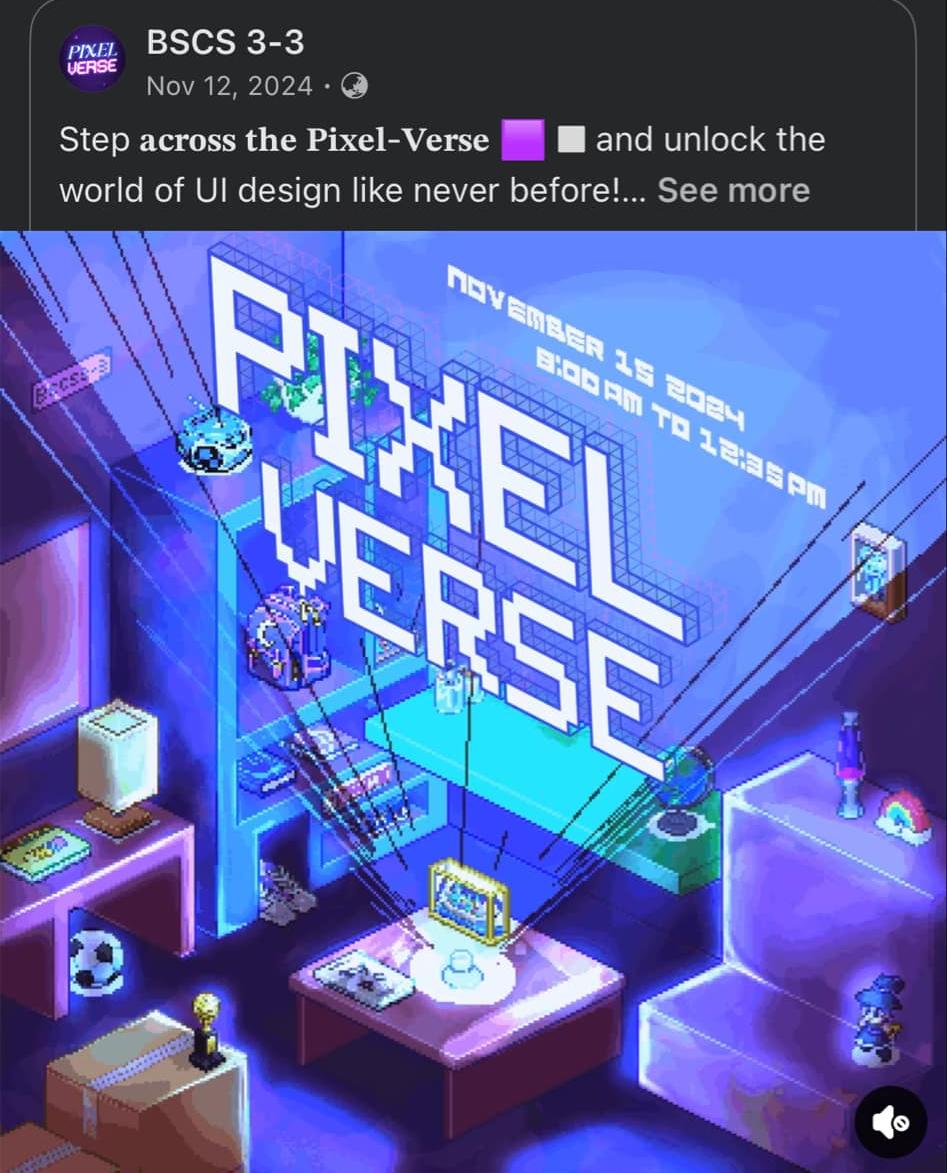 PIXEL
VERSE
BSCS 3-3
Nov 12, 2024 ·
Step across the Pixel-Verse 🟪 ◻️ and unlock the
world of UI design like never before!... See more
NOVEMBER 15 2024
8:00 AM TO 12:35 PM
BSCS3-3
PIXEL
VERSE